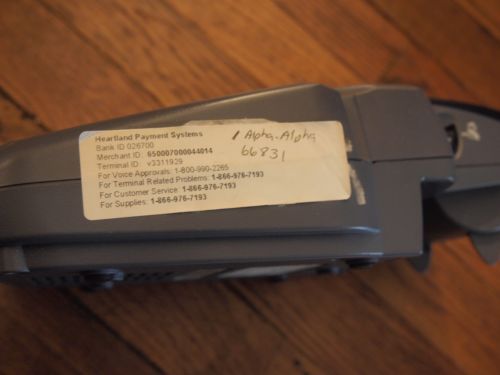 Heartland Payment Systems
Bank ID 026700
Merchant ID: 650007000044014
Terminal ID: v3311929
For Voice Approvals: 1-800-990-2265
For Terminal Related Problems: 1-866-976-7193
For Customer Service: 1-866-976-7193
For Supplies: 1-866-976-7193
1 Alpha-Alpha
66831